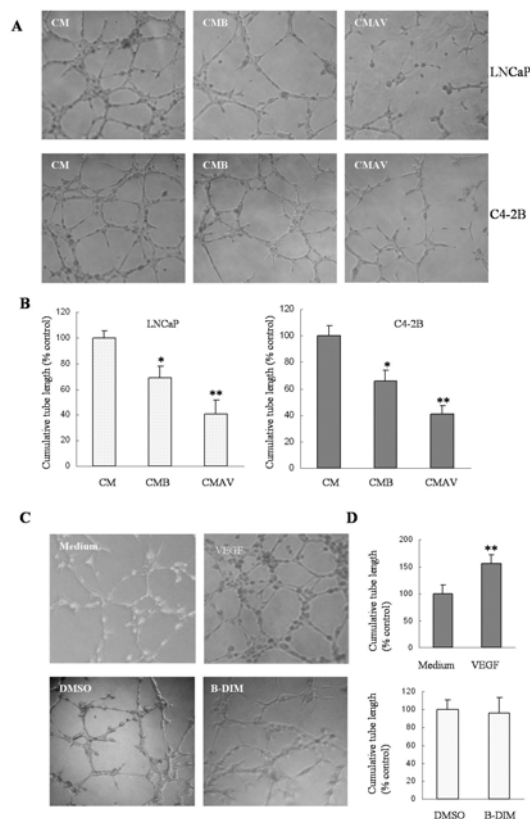 A
CM
CMB
CMAV
LNCaP
CM
CMB
CMAV
C4-2B
B
Cumulative tube length (% control)
120
100
80
60
40
20
0
LNCaP
*
**
CM
CMB
CMAV
Cumulative tube length (% control)
120
100
80
60
40
20
0
C4-2B
*
**
CM
CMB
CMAV
C
Medium
VEGF
DMSO
B-DIM
D
Cumulative tube length
(% control)
200
150
100
50
0
**
Medium
VEGF
Cumulative tube length
(% control)
120
100
80
60
40
20
0
DMSO
B-DIM